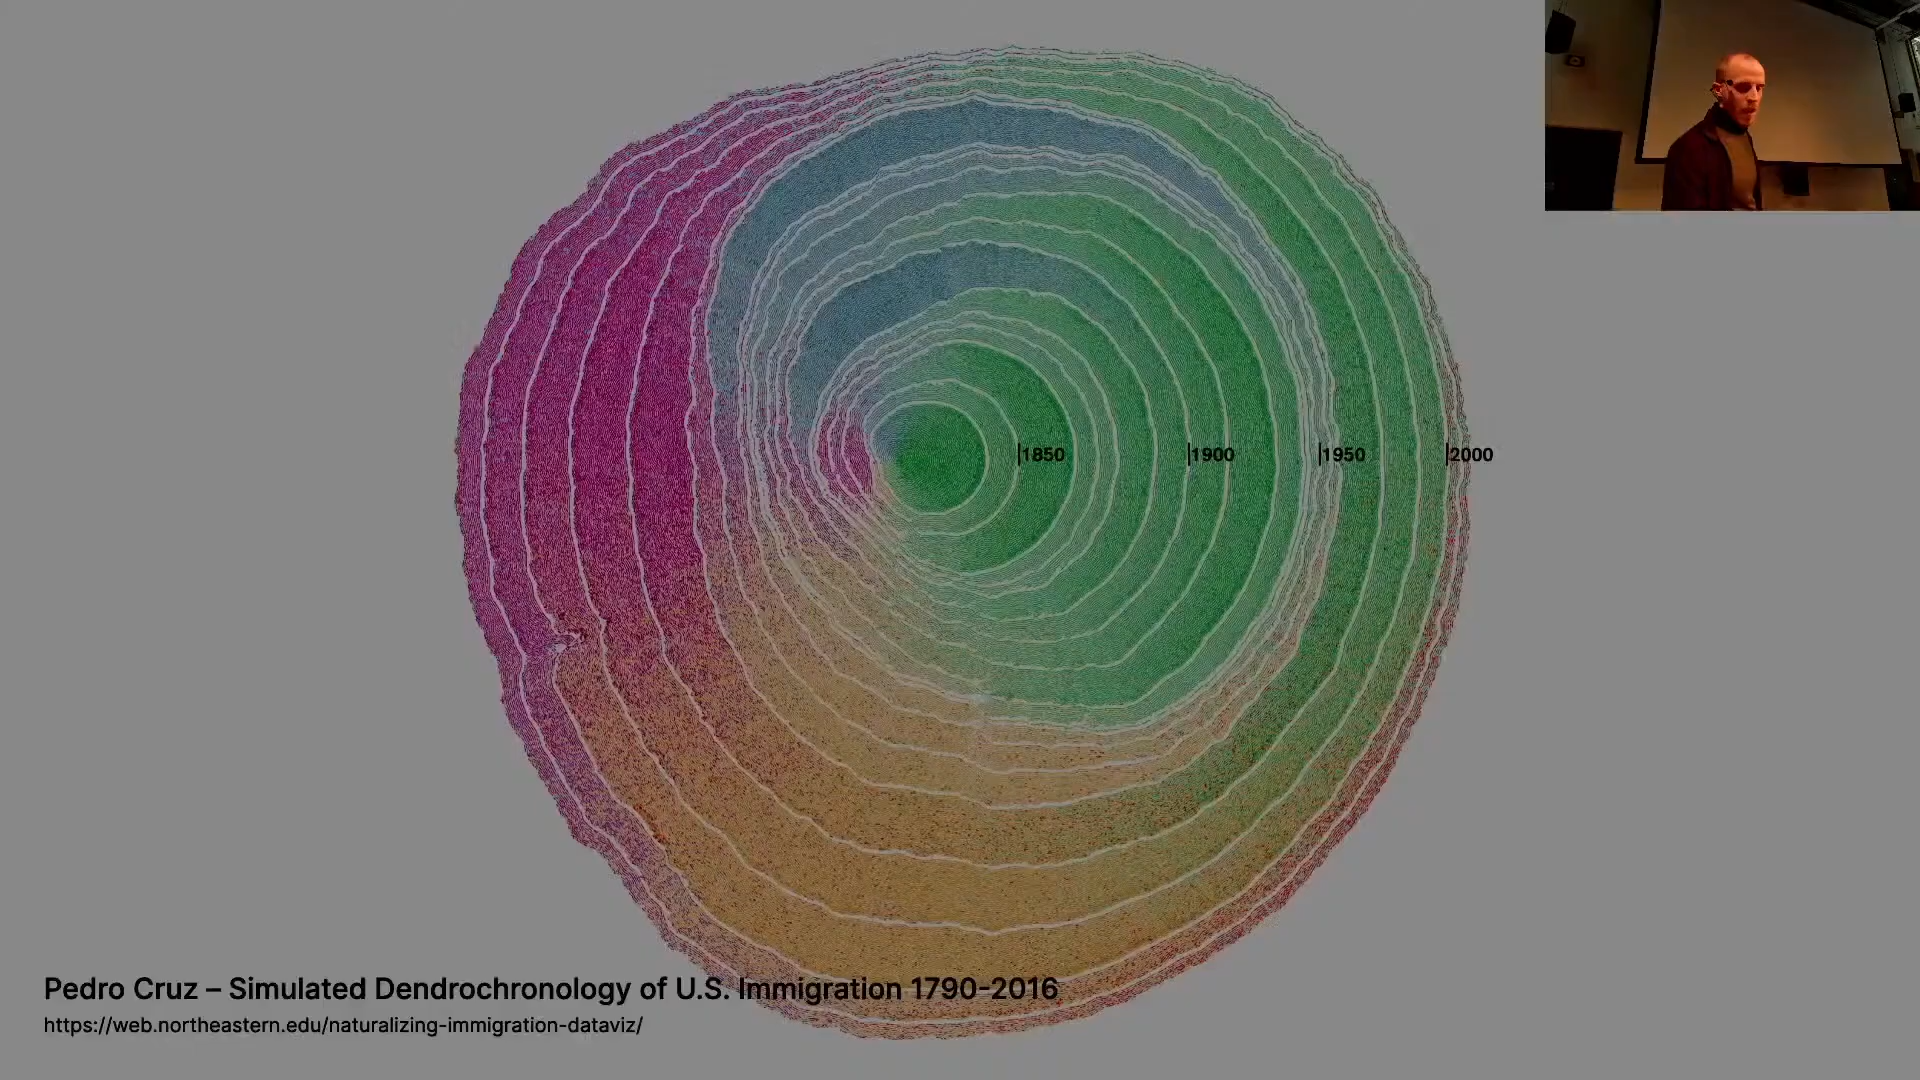 |1850 |1900 |1950 |2000
Pedro Cruz – Simulated Dendrochronology of U.S. Immigration 1790-2016
https://web.northeastern.edu/naturalizing-immigration-dataviz/